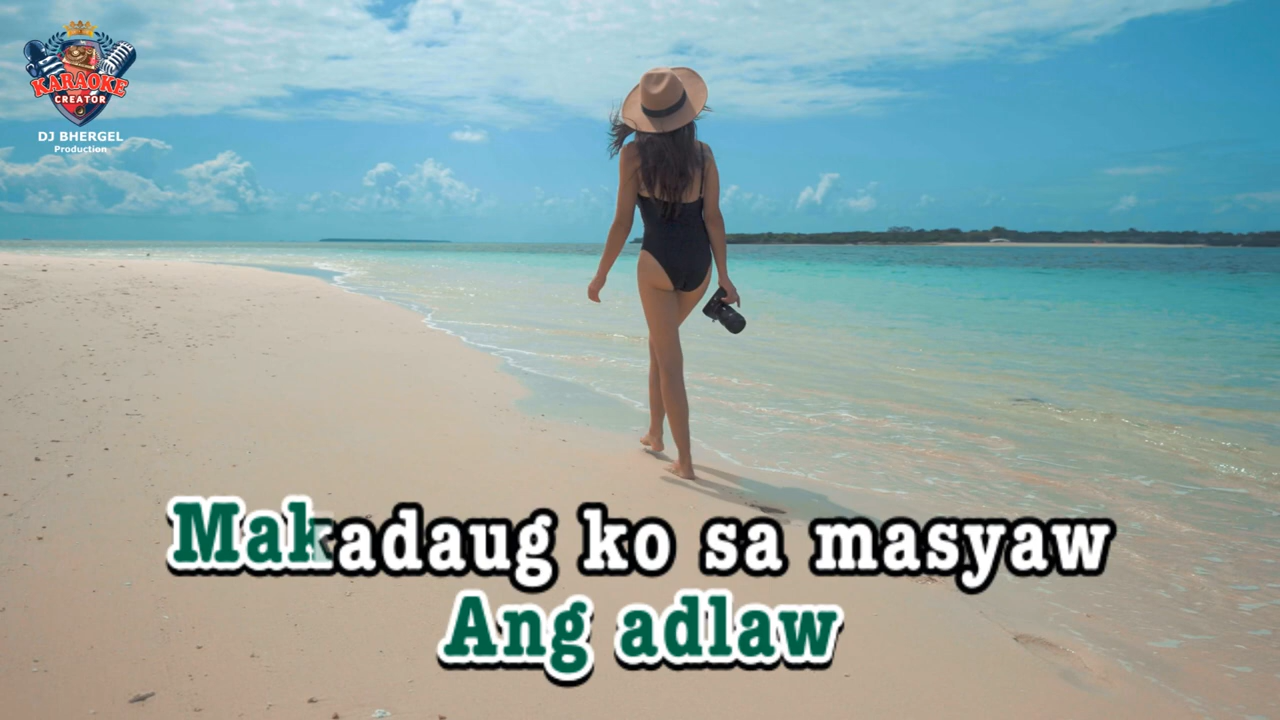 KARAOKE
CREATOR
DJ BHERGEL
Production
Makadaug ko sa masyaw
Ang adlaw